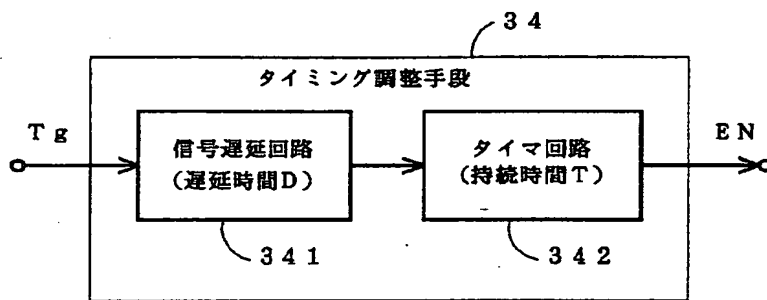 34
タイミング調整手段
Tg
信号遅延回路
(遅延時間D)
タイマ回路
(持続時間T)
EN
341
342